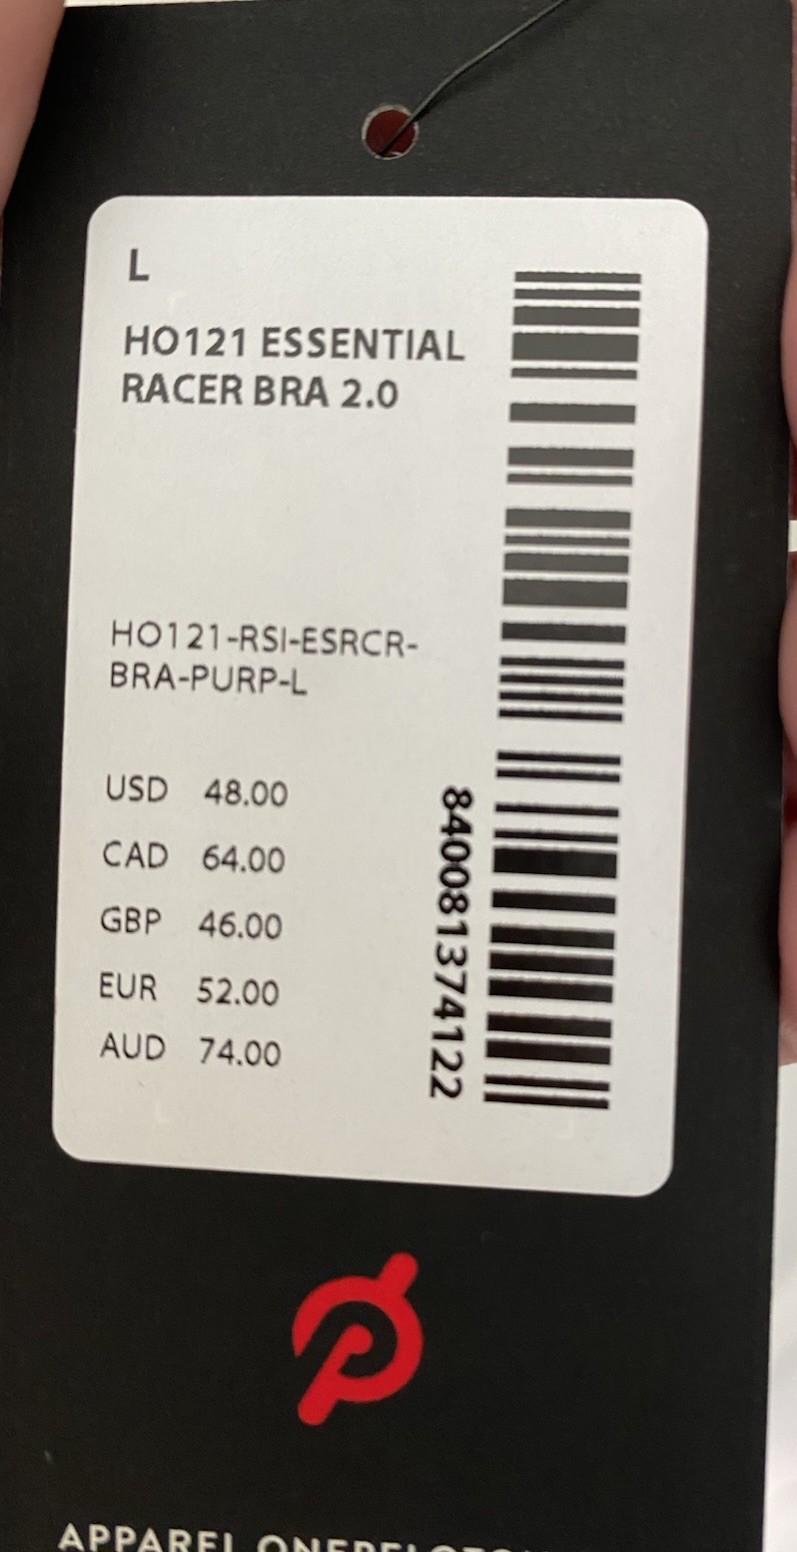 L
HO121 ESSENTIAL
RACER BRA 2.0
HO121-RSI-ESRCR-
BRA-PURP-L
USD 48.00
CAD 64.00
GBP 46.00
EUR 52.00
AUD 74.00
840081374122
APPAREL